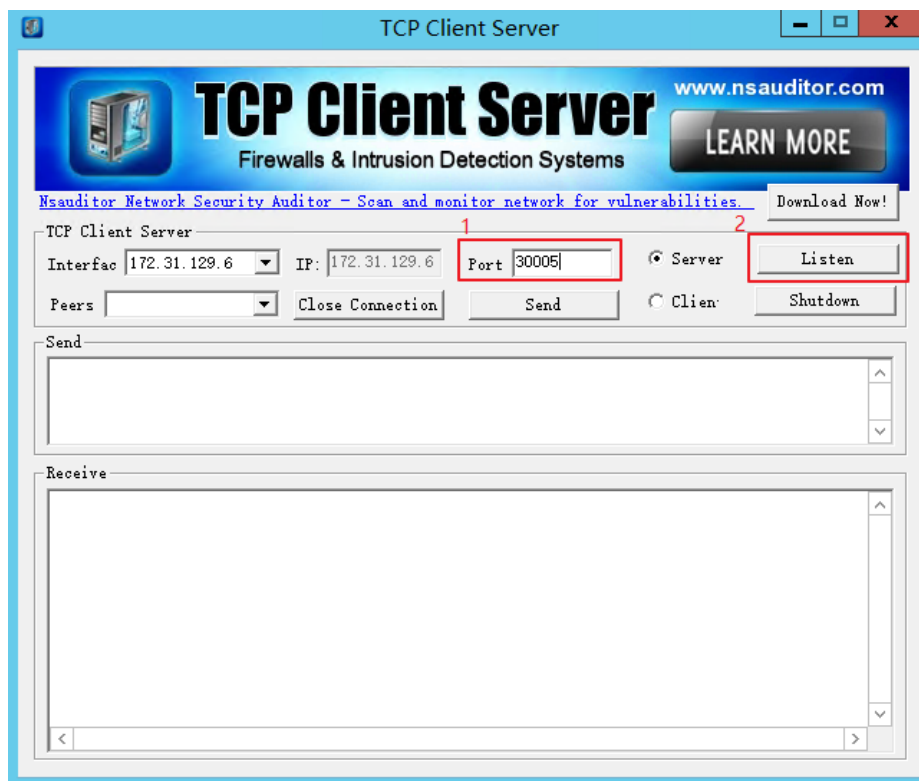 TCP Client Server
TCP Client Server
www.nsauditor.com
LEARN MORE
Firewalls & Intrusion Detection Systems
Nsauditor Network Security Auditor - Scan and monitor network for vulnerabilities.
Download Now!
1
2
TCP Client Server
Interfac 172.31.129.6 IP: 172.31.129.6 Port 30005 Server Listen
Peers Close Connection Send Clien Shutdown
Send
Receive